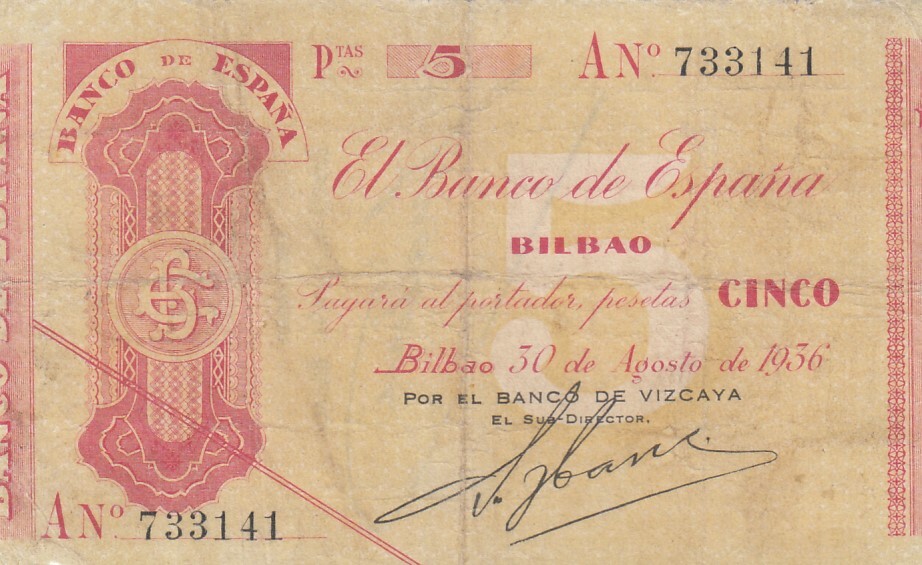 BANCO DE ESPAÑA
PTAS 5
A Nº 733141
El Banco de España
BILBAO
Pagará al portador, pesetas CINCO
Bilbao 30 de Agosto de 1936
POR EL BANCO DE VIZCAYA
EL SUB-DIRECTOR,
A Nº 733141
5